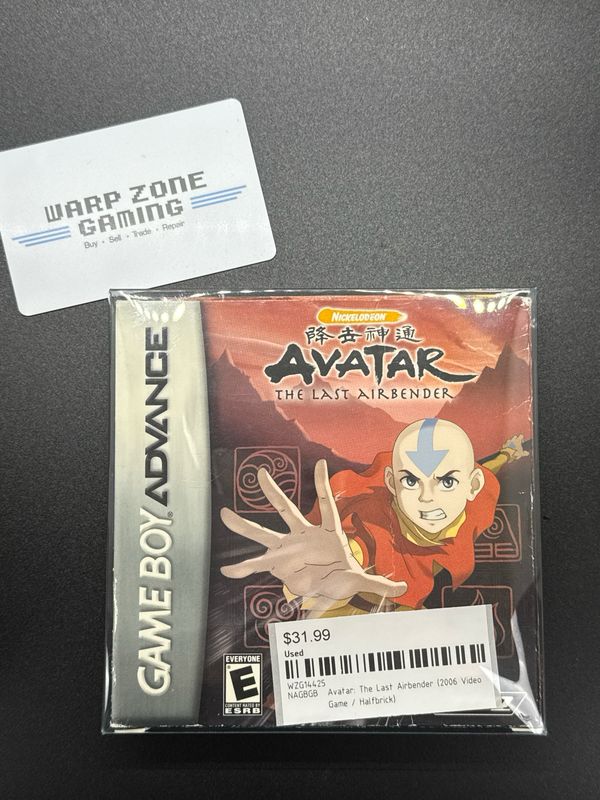 WARP ZONE
GAMING
Buy • Sell • Trade • Repair
GAME BOY ADVANCE
NICKELODEON
降去神通
AVATAR
THE LAST AIRBENDER
$31.99
Used
WZG14425
NAGBGB Avatar: The Last Airbender (2006 Video
Game / Halfbrick)
EVERYONE
E
CONTENT RATED BY
ESRB